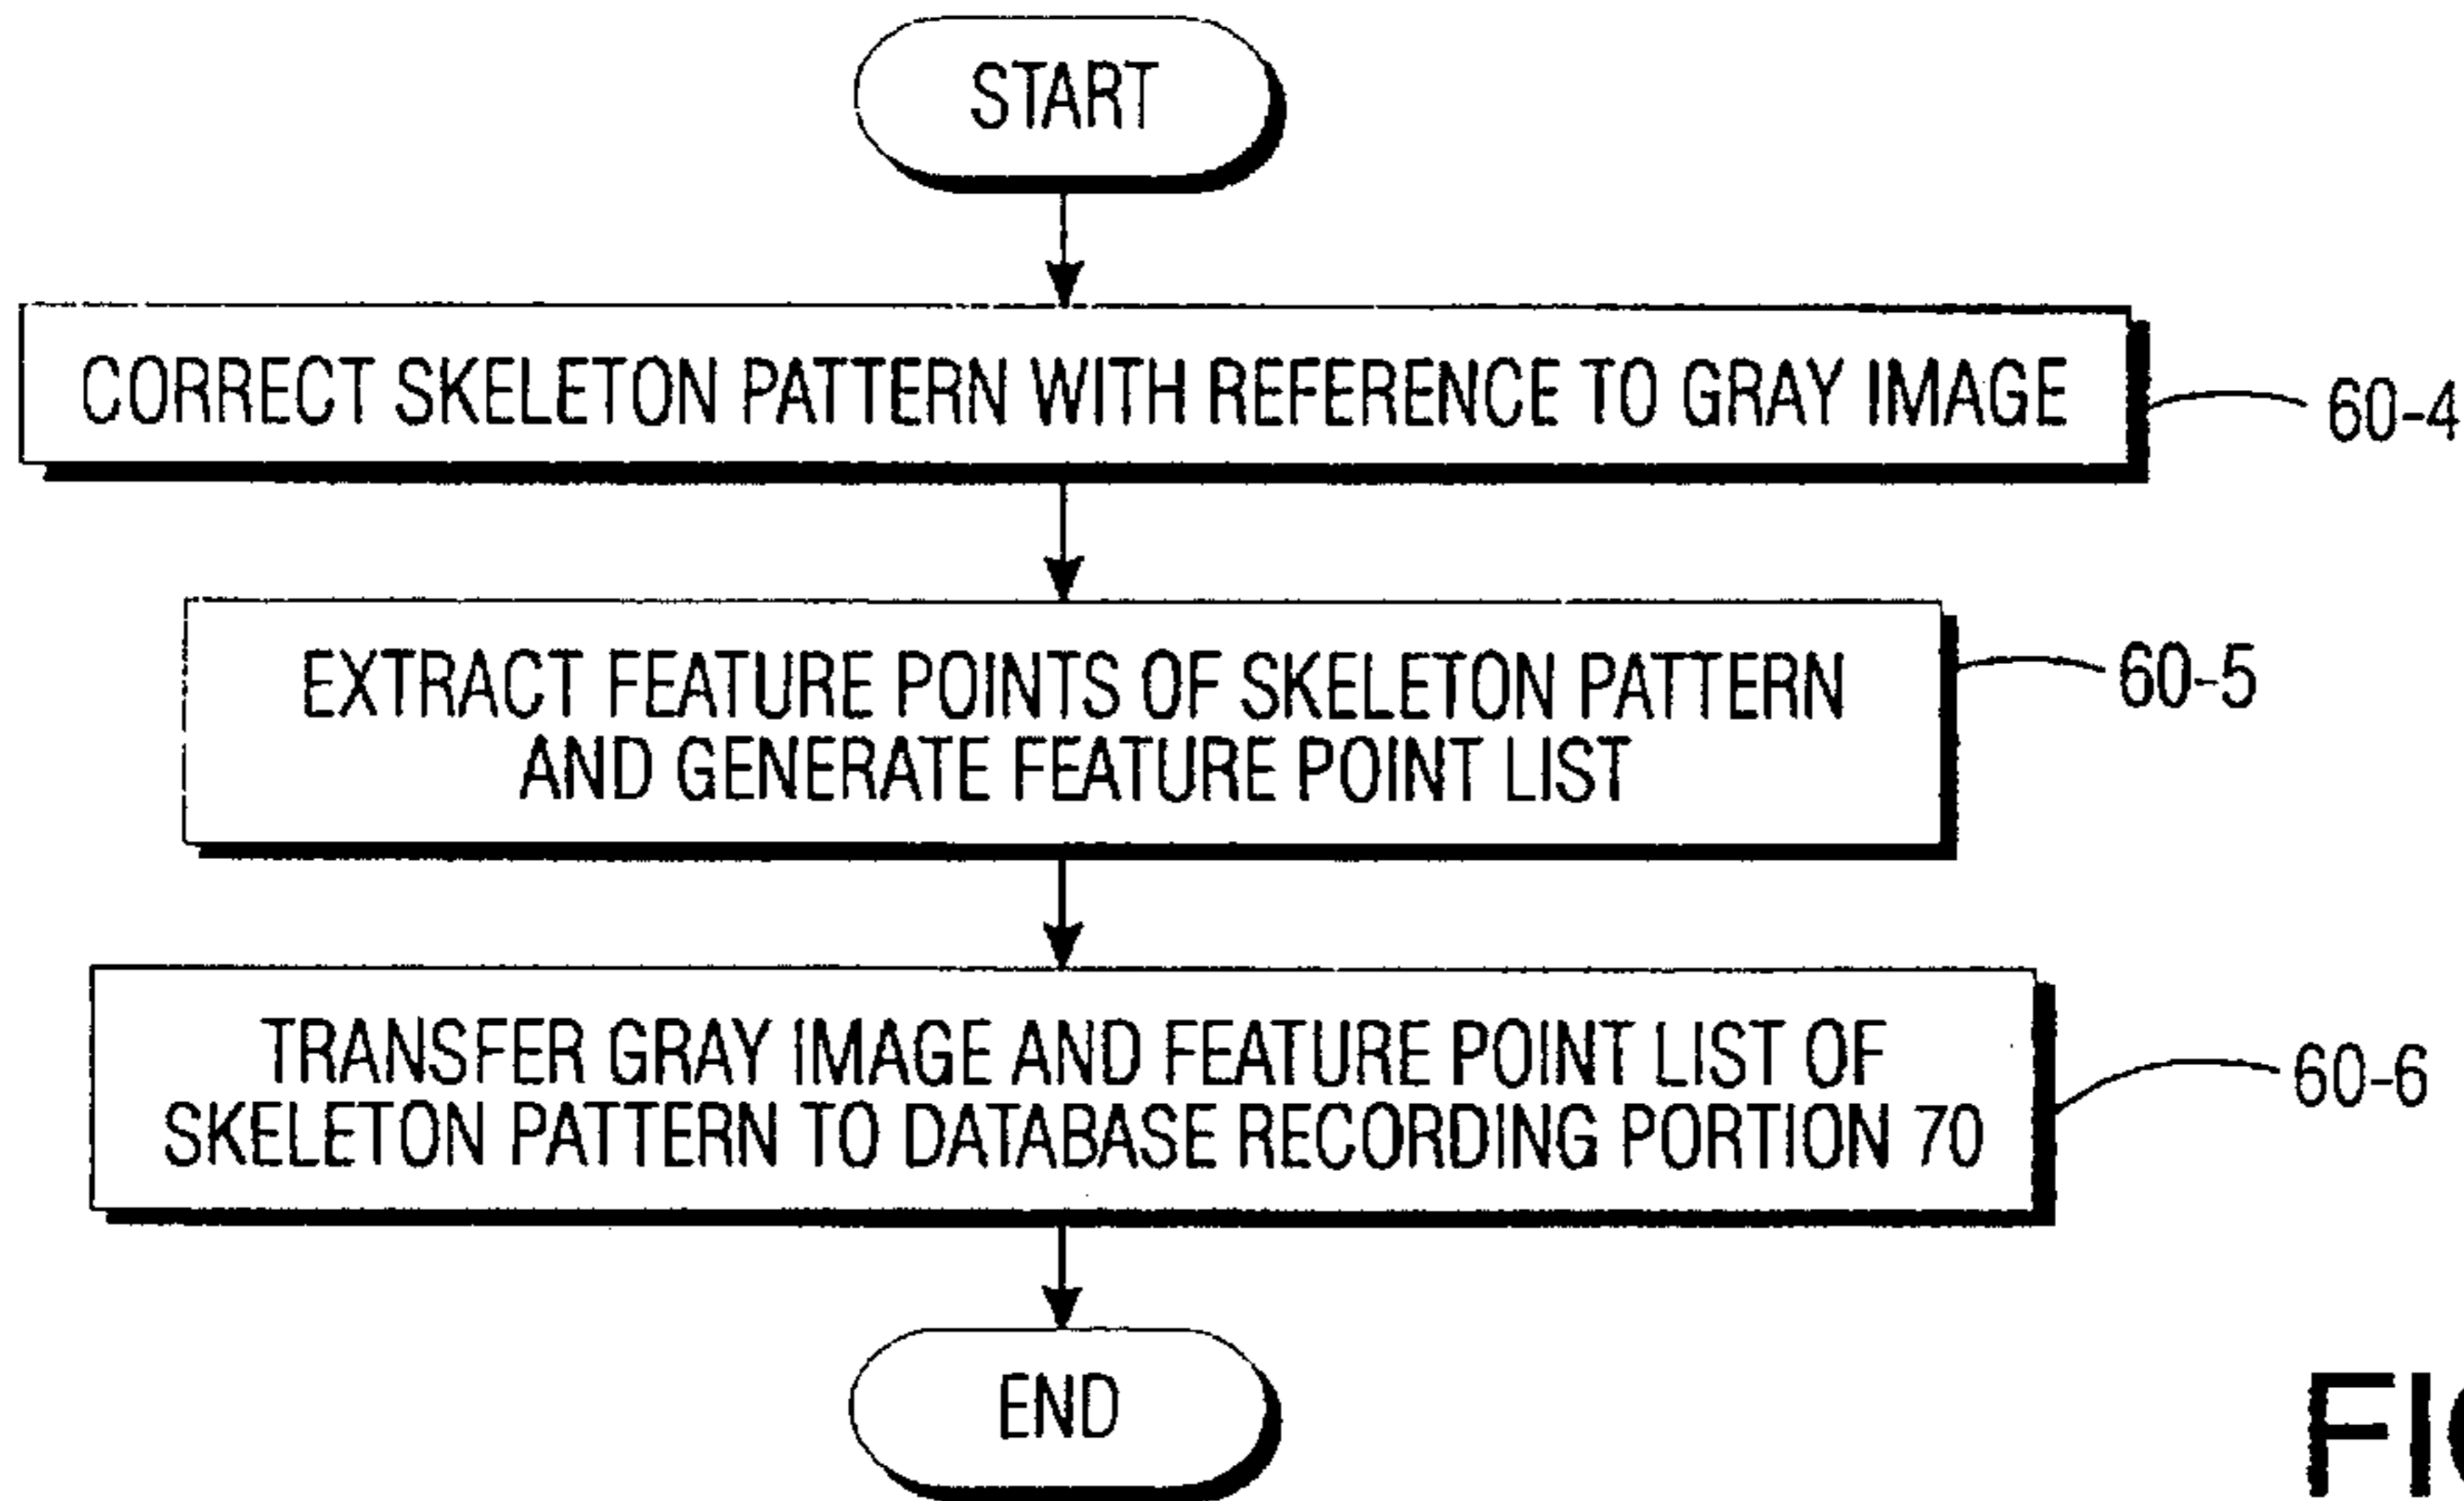 START
CORRECT SKELETON PATTERN WITH REFERENCE TO GRAY IMAGE
60-4
EXTRACT FEATURE POINTS OF SKELETON PATTERN
AND GENERATE FEATURE POINT LIST
60-5
TRANSFER GRAY IMAGE AND FEATURE POINT LIST OF
SKELETON PATTERN TO DATABASE RECORDING PORTION 70
60-6
END